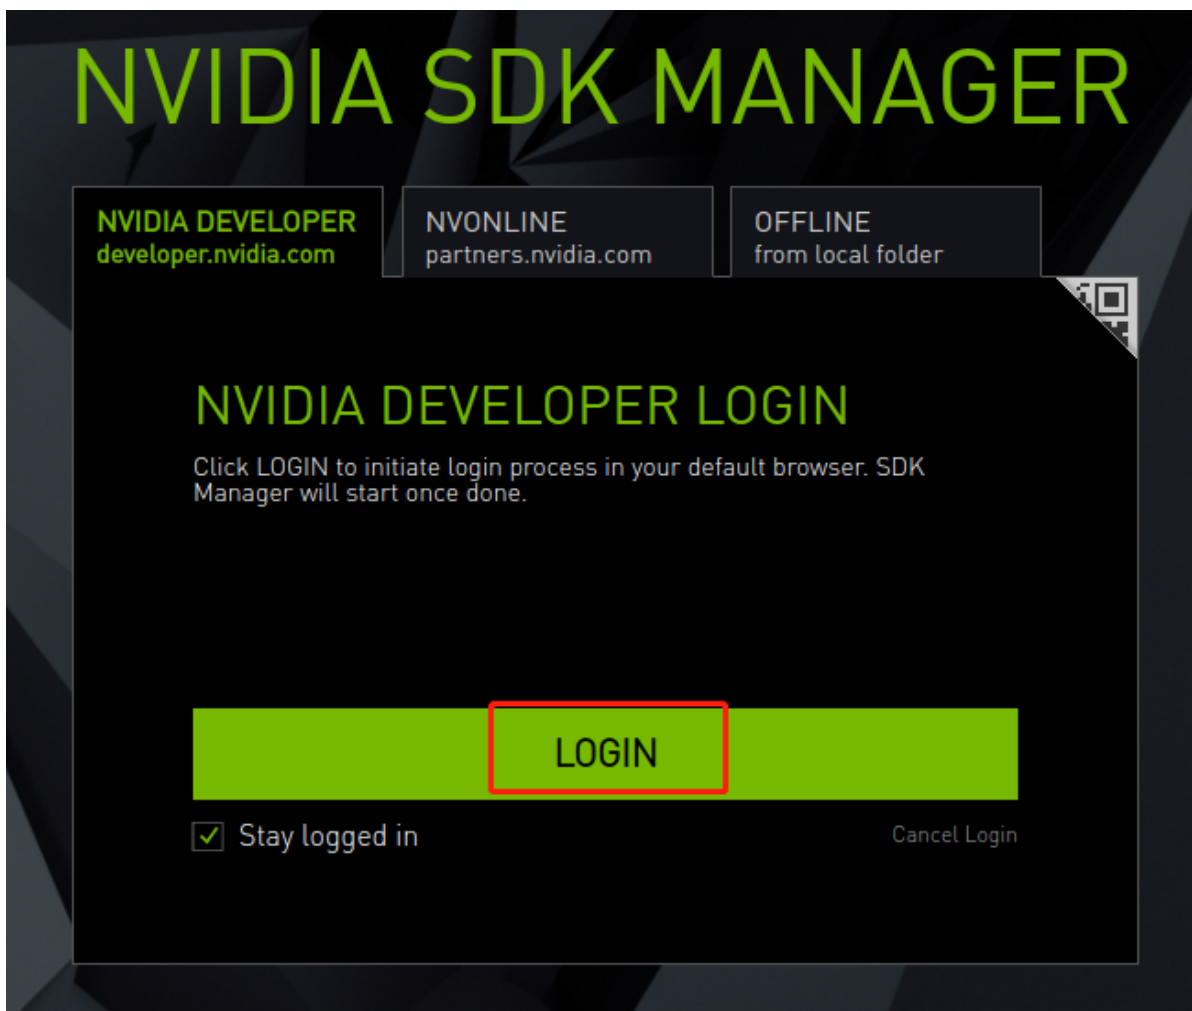 NVIDIA SDK MANAGER
NVIDIA DEVELOPER
developer.nvidia.com
NVONLINE
partners.nvidia.com
OFFLINE
from local folder
NVIDIA DEVELOPER LOGIN
Click LOGIN to initiate login process in your default browser. SDK
Manager will start once done.
LOGIN
Stay logged in
Cancel Login